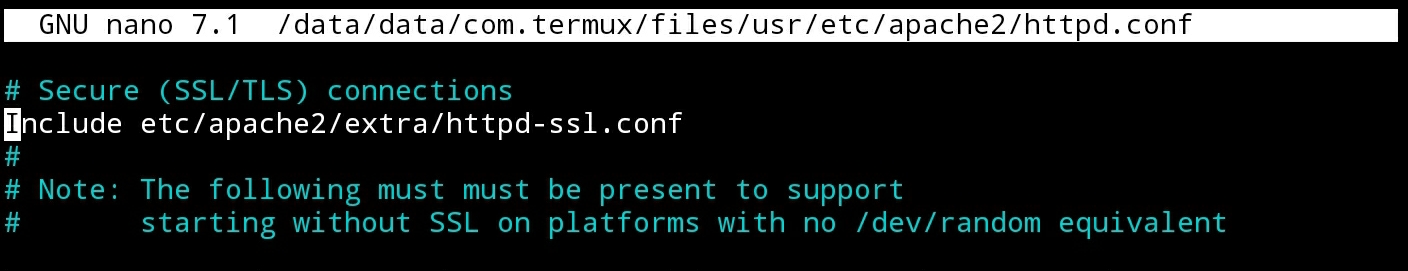 GNU nano 7.1  /data/data/com.termux/files/usr/etc/apache2/httpd.conf
# Secure (SSL/TLS) connections
Include etc/apache2/extra/httpd-ssl.conf
#
# Note: The following must must be present to support
#       starting without SSL on platforms with no /dev/random equivalent